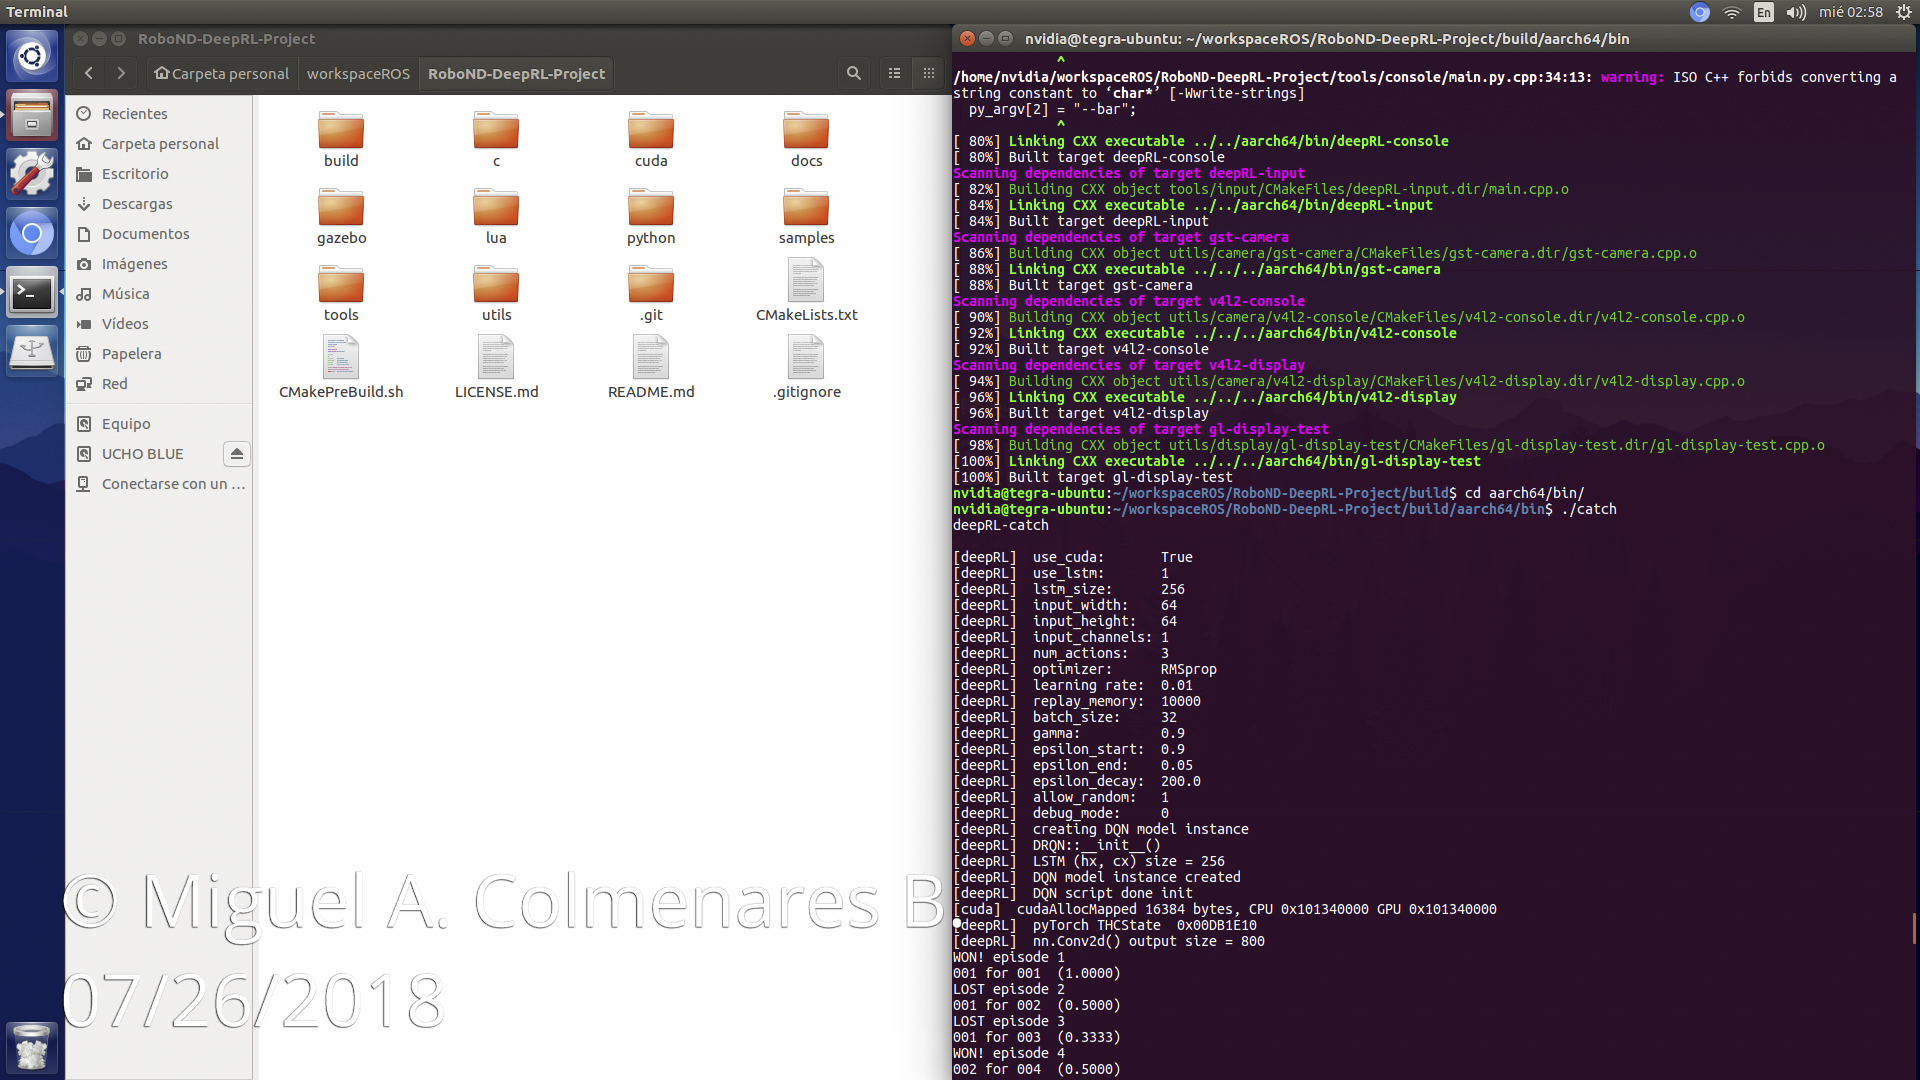 Terminal
En
mié 02:58
RoboND-DeepRL-Project
Carpeta personal
workspaceROS
RoboND-DeepRL-Project
Recientes
Carpeta personal
Escritorio
Descargas
Documentos
Imágenes
Música
Vídeos
Papelera
Red
Equipo
UCHO BLUE
Conectarse con un ...
build
c
cuda
docs
gazebo
lua
python
samples
tools
utils
.git
CMakeLists.txt
CMakePreBuild.sh
LICENSE.md
README.md
.gitignore
nvidia@tegra-ubuntu: ~/workspaceROS/RoboND-DeepRL-Project/build/aarch64/bin
^
/home/nvidia/workspaceROS/RoboND-DeepRL-Project/tools/console/main.py.cpp:34:13: warning: ISO C++ forbids converting a
string constant to ‘char*’ [-Wwrite-strings]
py_argv[2] = "--bar";
^
[ 80%] Linking CXX executable ../../aarch64/bin/deepRL-console
[ 80%] Built target deepRL-console
Scanning dependencies of target deepRL-input
[ 82%] Building CXX object tools/input/CMakeFiles/deepRL-input.dir/main.cpp.o
[ 84%] Linking CXX executable ../../aarch64/bin/deepRL-input
[ 84%] Built target deepRL-input
Scanning dependencies of target gst-camera
[ 86%] Building CXX object utils/camera/gst-camera/CMakeFiles/gst-camera.dir/gst-camera.cpp.o
[ 88%] Linking CXX executable ../../../aarch64/bin/gst-camera
[ 88%] Built target gst-camera
Scanning dependencies of target v4l2-console
[ 90%] Building CXX object utils/camera/v4l2-console/CMakeFiles/v4l2-console.dir/v4l2-console.cpp.o
[ 92%] Linking CXX executable ../../../aarch64/bin/v4l2-console
[ 92%] Built target v4l2-console
Scanning dependencies of target v4l2-display
[ 94%] Building CXX object utils/camera/v4l2-display/CMakeFiles/v4l2-display.dir/v4l2-display.cpp.o
[ 96%] Linking CXX executable ../../../aarch64/bin/v4l2-display
[ 96%] Built target v4l2-display
Scanning dependencies of target gl-display-test
[ 98%] Building CXX object utils/display/gl-display-test/CMakeFiles/gl-display-test.dir/gl-display-test.cpp.o
[100%] Linking CXX executable ../../../aarch64/bin/gl-display-test
[100%] Built target gl-display-test
nvidia@tegra-ubuntu:~/workspaceROS/RoboND-DeepRL-Project/build$ cd aarch64/bin/
nvidia@tegra-ubuntu:~/workspaceROS/RoboND-DeepRL-Project/build/aarch64/bin$ ./catch
deepRL-catch
[deepRL]  use_cuda:       True
[deepRL]  use_lstm:       1
[deepRL]  lstm_size:      256
[deepRL]  input_width:    64
[deepRL]  input_height:   64
[deepRL]  input_channels: 1
[deepRL]  num_actions:    3
[deepRL]  optimizer:      RMSprop
[deepRL]  learning rate:  0.01
[deepRL]  replay_memory:  10000
[deepRL]  batch_size:     32
[deepRL]  gamma:          0.9
[deepRL]  epsilon_start:  0.9
[deepRL]  epsilon_end:    0.05
[deepRL]  epsilon_decay:  200.0
[deepRL]  allow_random:   1
[deepRL]  debug_mode:     0
[deepRL]  creating DQN model instance
[deepRL]  DRQN::__init__()
[deepRL]  LSTM (hx, cx) size = 256
[deepRL]  DQN model instance created
[deepRL]  DQN script done init
[cuda]  cudaAllocMapped 16384 bytes, CPU 0x101340000 GPU 0x101340000
[deepRL]  pyTorch THCState  0x00DB1E10
[deepRL]  nn.Conv2d() output size = 800
WON! episode 1
001 for 001  (1.0000)
LOST episode 2
001 for 002  (0.5000)
LOST episode 3
001 for 003  (0.3333)
WON! episode 4
002 for 004  (0.5000)
© Miguel A. Colmenares B.
07/26/2018